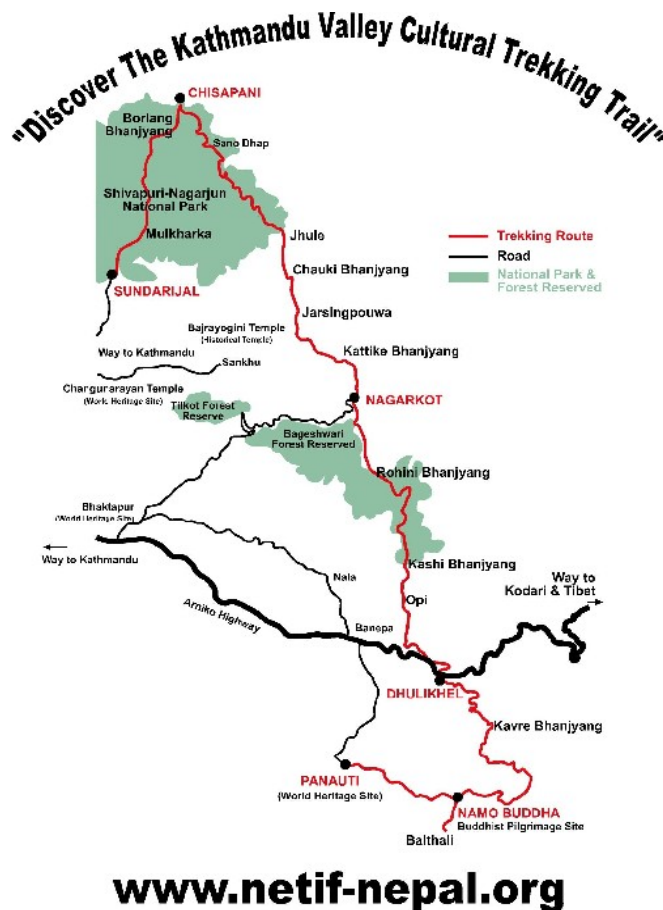 "Discover The Kathmandu Valley Cultural Trekking Trail"
CHISAPANI
Borlang
Bhanjyang
Sano Dhap
Shivapuri-Nagarjun
National Park
Mulkharka
Jhule
Trekking Route
Road
National Park &
Forest Reserved
Chauki Bhanjyang
SUNDARIJAL
Jarsingpouwa
Bajrayogini Temple
(Historical Temple)
Way to Kathmandu
Sankhu
Kattike Bhanjyang
Changunarayan Temple
(World Heritage Site)
NAGARKOT
Tilkot Forest
Reserve
Bageshwari
Forest Reserved
Rohini Bhanjyang
Bhaktapur
(World Heritage Site)
Way to Kathmandu
Kashi Bhanjyang
Nala
Opi
Way to
Kodari & Tibet
Arniko Highway
Banepa
DHULIKHEL
Kavre Bhanjyang
PANAUTI
(World Heritage Site)
NAMO BUDDHA
Buddhist Pilgrimage Site
Balthali
www.netif-nepal.org